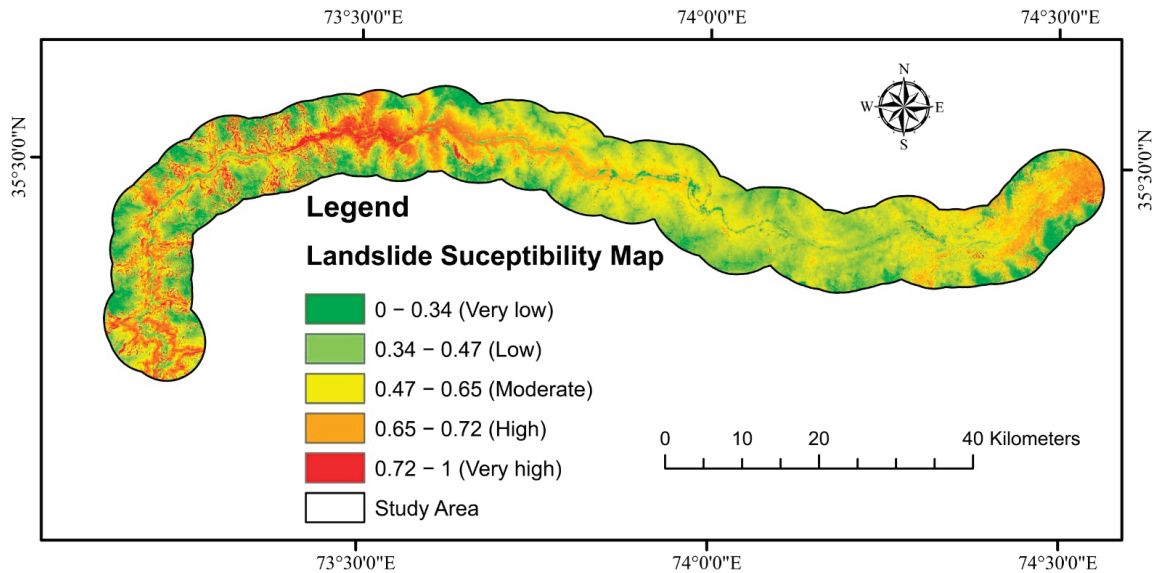 73°30'0"E 74°0'0"E 74°30'0"E
N
W E
S
35°30'0"N
35°30'0"N
Legend
Landslide Suceptibility Map
0 – 0.34 (Very low)
0.34 – 0.47 (Low)
0.47 – 0.65 (Moderate)
0.65 – 0.72 (High)
0.72 – 1 (Very high)
Study Area
0 10 20 40 Kilometers
73°30'0"E 74°0'0"E 74°30'0"E